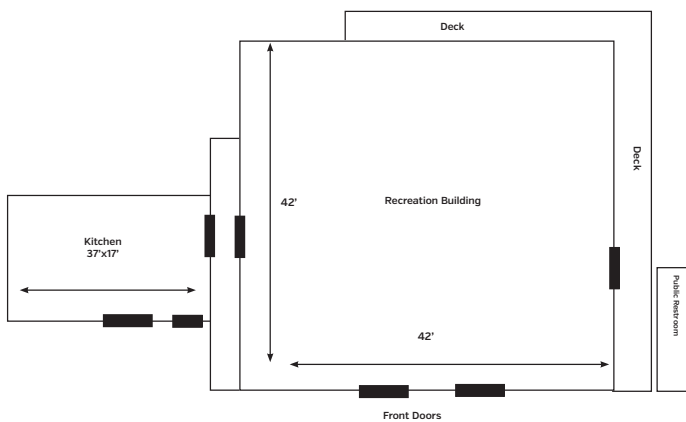 Deck
Deck
42’
Recreation Building
Kitchen
37’x17’
Public Restroom
42’
Front Doors